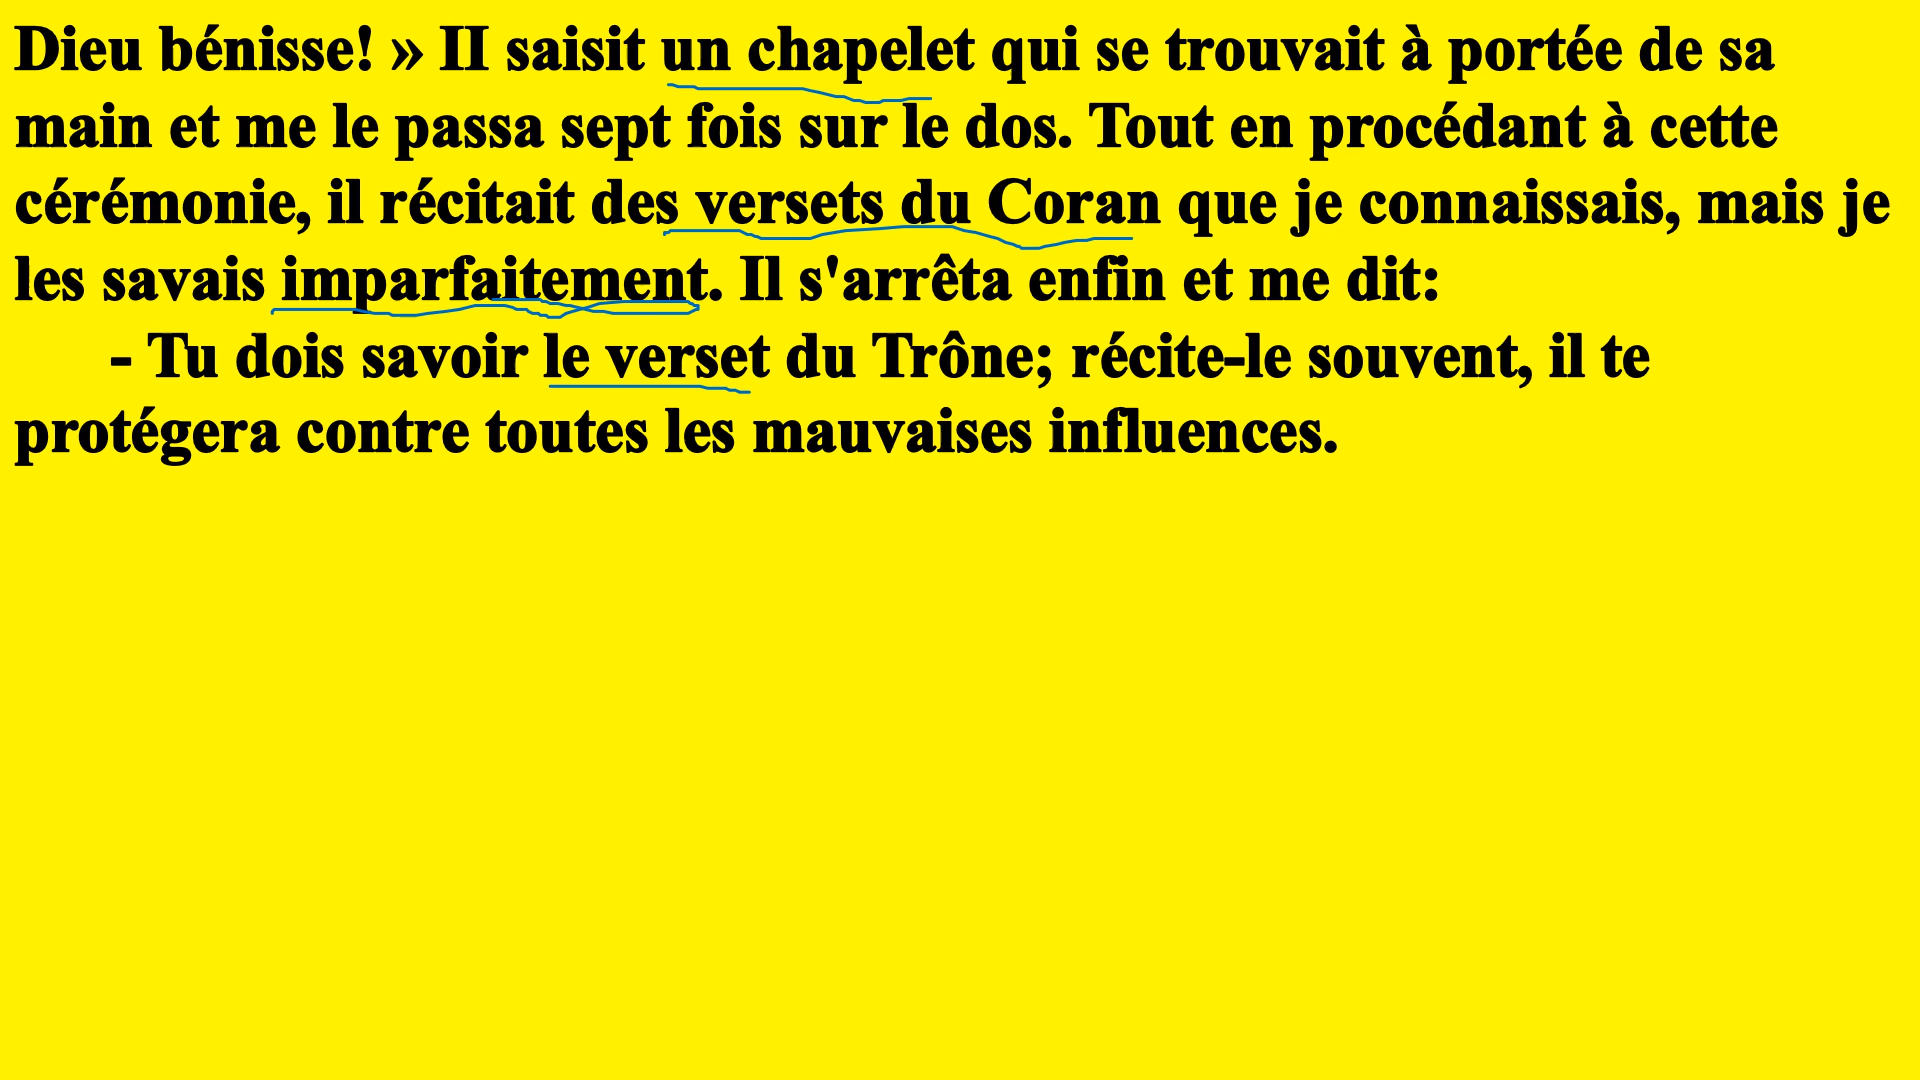 Dieu bénisse! » II saisit un chapelet qui se trouvait à portée de sa
main et me le passa sept fois sur le dos. Tout en procédant à cette
cérémonie, il récitait des versets du Coran que je connaissais, mais je
les savais imparfaitement. Il s'arrêta enfin et me dit:
- Tu dois savoir le verset du Trône; récite-le souvent, il te
protégera contre toutes les mauvaises influences.